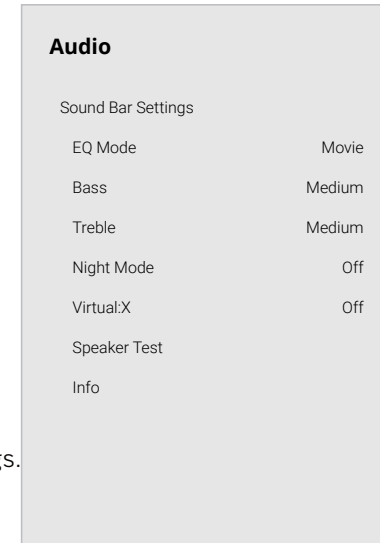 Audio
Sound Bar Settings
EQ Mode Movie
Bass Medium
Treble Medium
Night Mode Off
Virtual:X Off
Speaker Test
Info